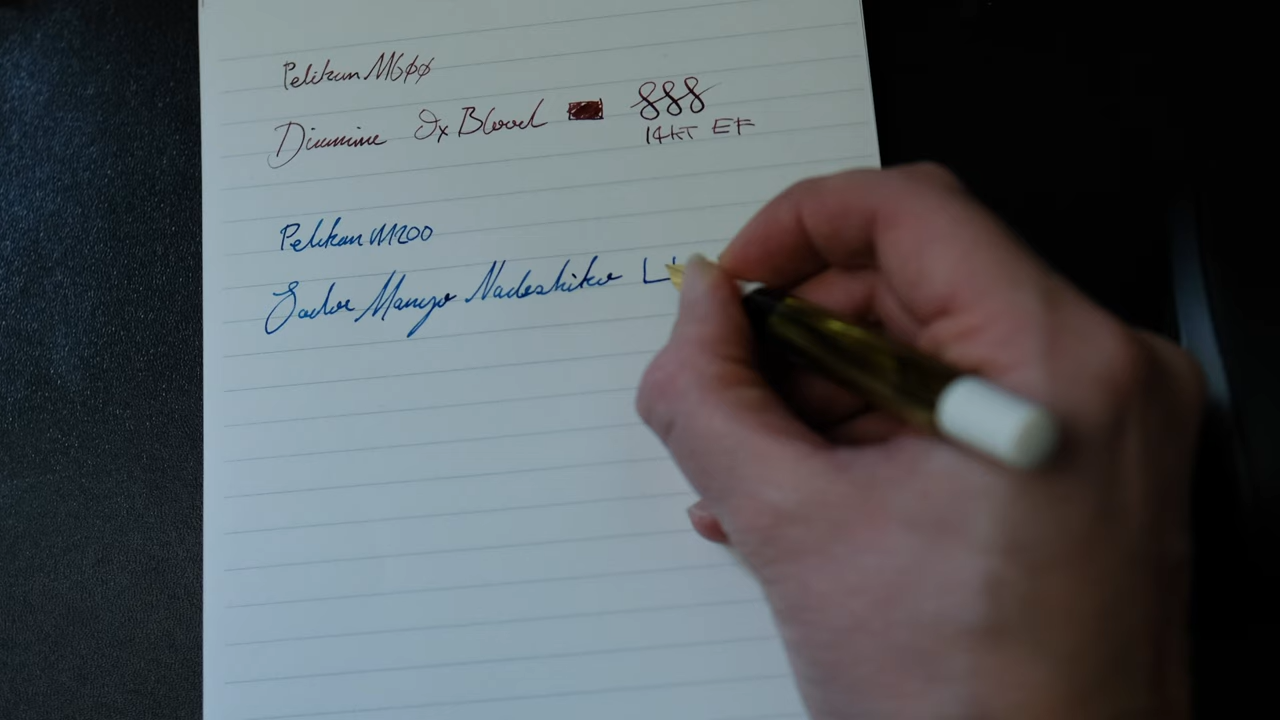 Pelikan M600
Diamine Ox Blood 888
14KT EF
Pelikan M200
Sailor Manyo Nadeshiko L